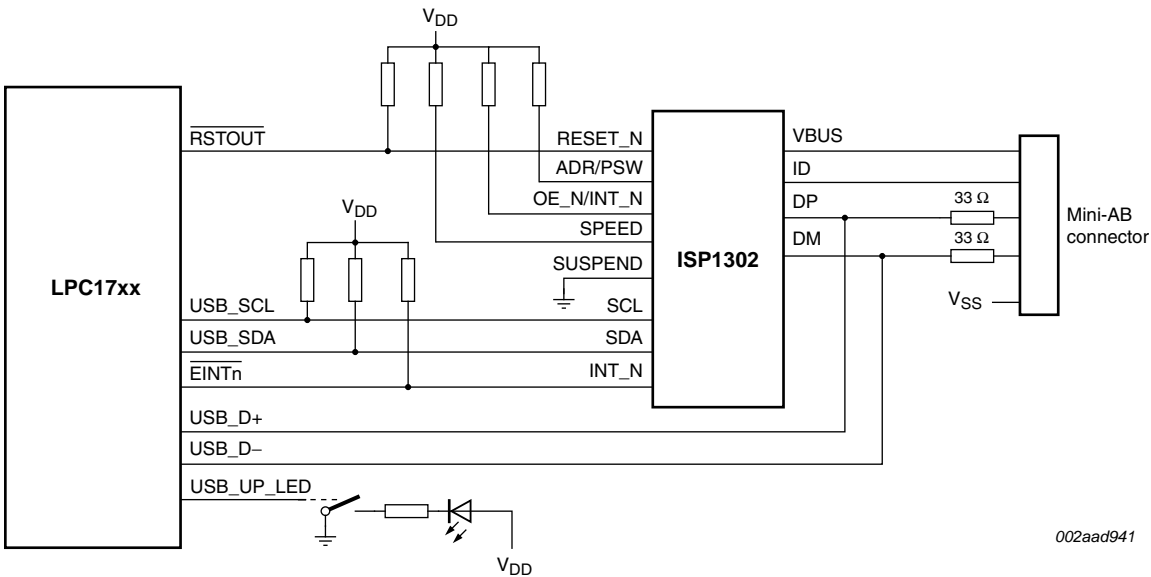 VDD
RSTOUT
RESET_N
VBUS
ADR/PSW
ID
OE_N/INT_N
DP
33 Ω
VDD
SPEED
DM
33 Ω
Mini-AB
connector
LPC17xx
SUSPEND
ISP1302
USB_SCL
SCL
VSS
USB_SDA
SDA
EINTn
INT_N
USB_D+
USB_D−
USB_UP_LED
VDD
002aad941